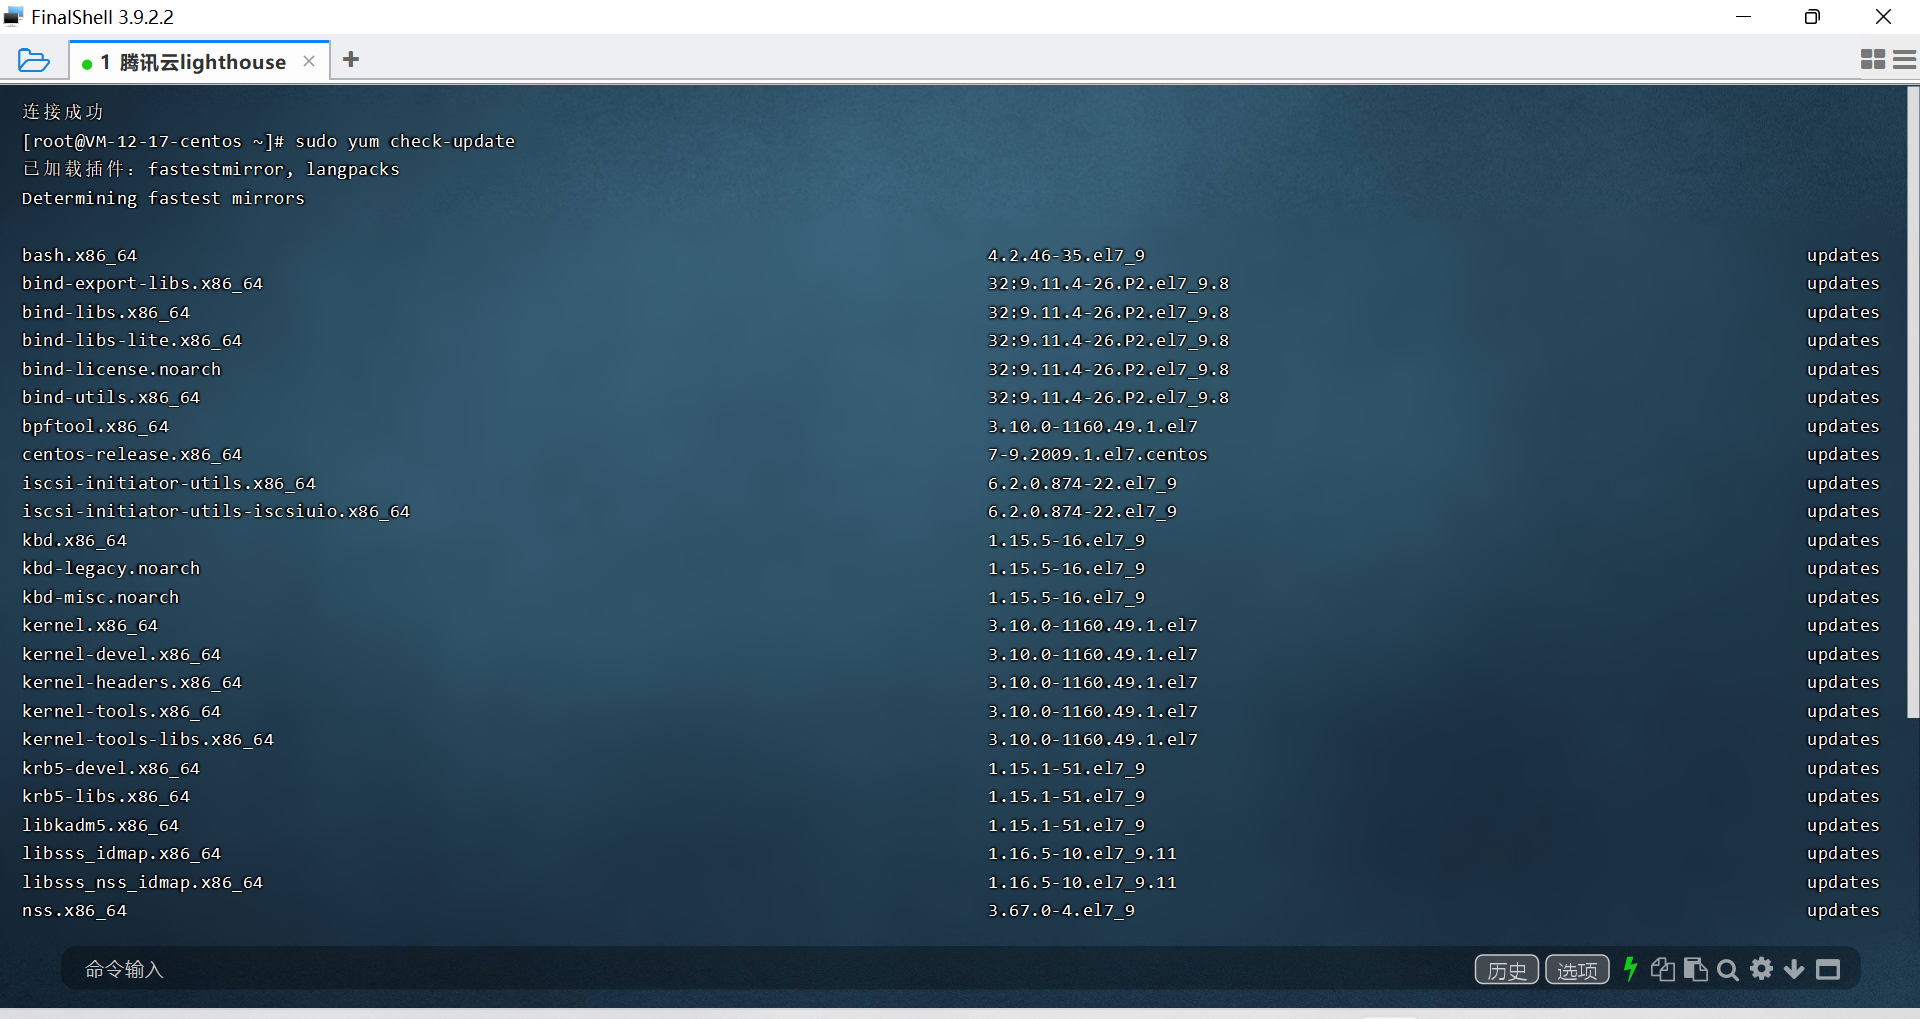 FinalShell 3.9.2.2
1 腾讯云lighthouse
连接成功
[root@VM-12-17-centos ~]# sudo yum check-update
已加载插件：fastestmirror, langpacks
Determining fastest mirrors
bash.x86_64 4.2.46-35.el7_9 updates
bind-export-libs.x86_64 32:9.11.4-26.P2.el7_9.8 updates
bind-libs.x86_64 32:9.11.4-26.P2.el7_9.8 updates
bind-libs-lite.x86_64 32:9.11.4-26.P2.el7_9.8 updates
bind-license.noarch 32:9.11.4-26.P2.el7_9.8 updates
bind-utils.x86_64 32:9.11.4-26.P2.el7_9.8 updates
bpftool.x86_64 3.10.0-1160.49.1.el7 updates
centos-release.x86_64 7-9.2009.1.el7.centos updates
iscsi-initiator-utils.x86_64 6.2.0.874-22.el7_9 updates
iscsi-initiator-utils-iscsiuio.x86_64 6.2.0.874-22.el7_9 updates
kbd.x86_64 1.15.5-16.el7_9 updates
kbd-legacy.noarch 1.15.5-16.el7_9 updates
kbd-misc.noarch 1.15.5-16.el7_9 updates
kernel.x86_64 3.10.0-1160.49.1.el7 updates
kernel-devel.x86_64 3.10.0-1160.49.1.el7 updates
kernel-headers.x86_64 3.10.0-1160.49.1.el7 updates
kernel-tools.x86_64 3.10.0-1160.49.1.el7 updates
kernel-tools-libs.x86_64 3.10.0-1160.49.1.el7 updates
krb5-devel.x86_64 1.15.1-51.el7_9 updates
krb5-libs.x86_64 1.15.1-51.el7_9 updates
libkadm5.x86_64 1.15.1-51.el7_9 updates
libsss_idmap.x86_64 1.16.5-10.el7_9.11 updates
libsss_nss_idmap.x86_64 1.16.5-10.el7_9.11 updates
nss.x86_64 3.67.0-4.el7_9 updates
命令输入 历史 选项